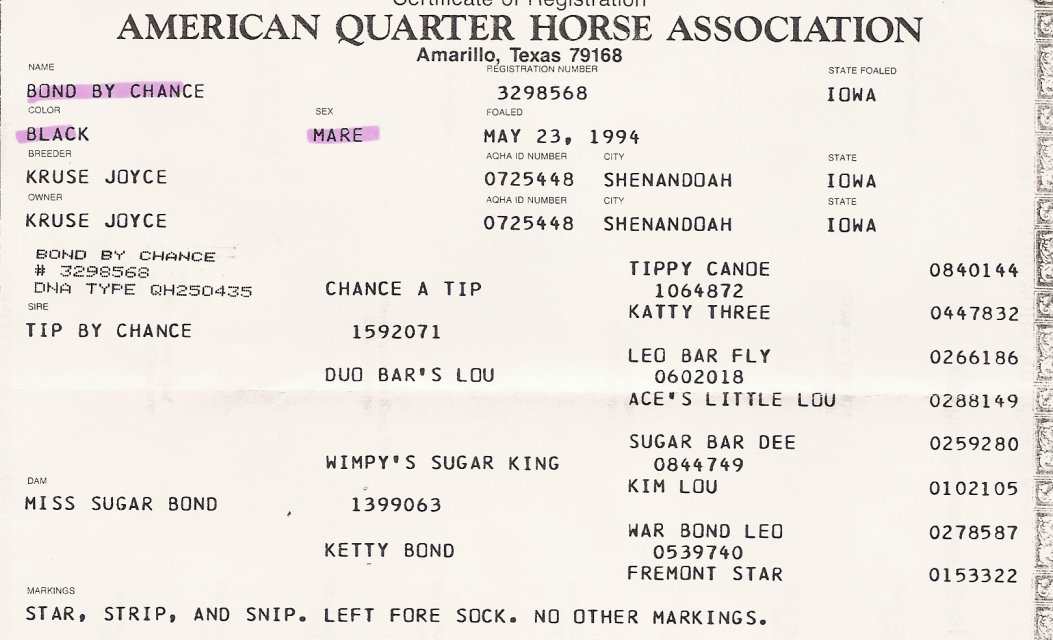 Certificate of Registration
AMERICAN QUARTER HORSE ASSOCIATION
Amarillo, Texas 79168
NAME REGISTRATION NUMBER STATE FOALED
BOND BY CHANCE 3298568 IOWA
COLOR SEX FOALED
BLACK MARE MAY 23, 1994
BREEDER AQHA ID NUMBER CITY STATE
KRUSE JOYCE 0725448 SHENANDOAH IOWA
OWNER AQHA ID NUMBER CITY STATE
KRUSE JOYCE 0725448 SHENANDOAH IOWA
BOND BY CHANCE
# 3298568
DNA TYPE QH250435
TIPPY CANOE 0840144
CHANCE A TIP 1064872
SIRE KATTY THREE 0447832
TIP BY CHANCE 1592071
LEO BAR FLY 0266186
DUO BAR'S LOU 0602018
ACE'S LITTLE LOU 0288149
SUGAR BAR DEE 0259280
WIMPY'S SUGAR KING 0844749
DAM KIM LOU 0102105
MISS SUGAR BOND 1399063
WAR BOND LEO 0278587
KETTY BOND 0539740
FREMONT STAR 0153322
MARKINGS
STAR, STRIP, AND SNIP. LEFT FORE SOCK. NO OTHER MARKINGS.